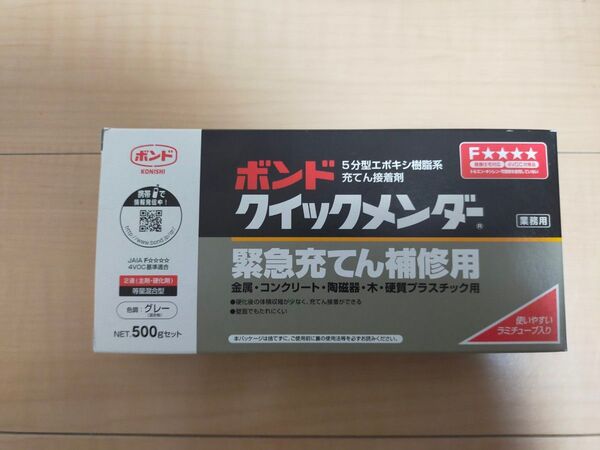 ボンド
KONISHI
携帯で
情報発信中!
http://www.bond.jp/
JAIA F☆☆☆☆
4VOC基準適合
2液(主剤・硬化剤)
等量混合型
色調:グレー
(混合物)
NET.500gセット
5分型エポキシ樹脂系
充てん接着剤
ボンド
クイックメンダー®
業務用
F★★★★
4VOC
緊急充てん補修用
金属・コンクリート・陶磁器・木・硬質プラスチック用
●硬化後の体積収縮が少なく、充てん接着ができる
●壁面でもたれにくい
使いやすい
ラミチューブ入り
本パッケージは捨てずに、ご使用前に裏の使用法等を必ずお読みください。